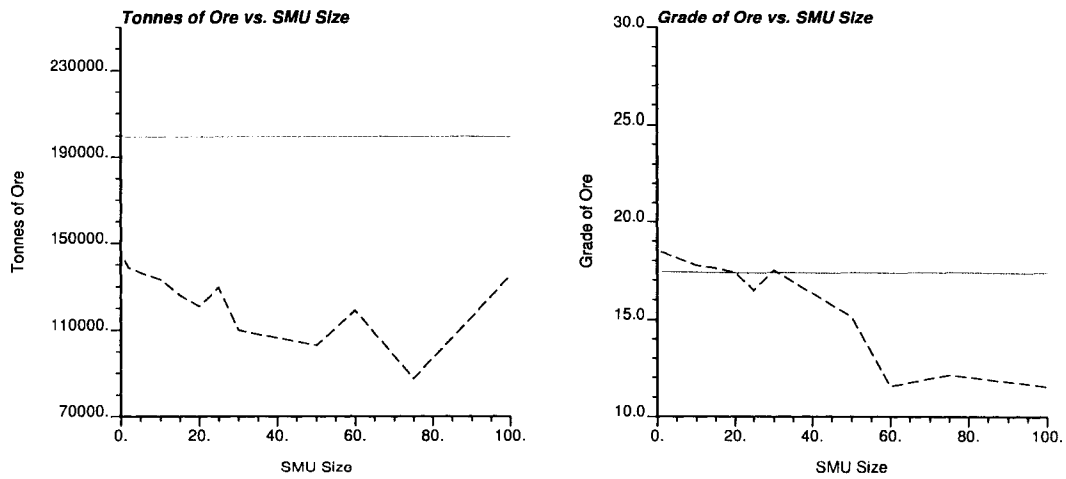 Tonnes of Ore vs. SMU Size
230000.
190000.
150000.
110000.
70000.
Tonnes of Ore
0. 20. 40. 60. 80. 100.
SMU Size
Grade of Ore vs. SMU Size
30.0
25.0
20.0
15.0
10.0
Grade of Ore
0. 20. 40. 60. 80. 100.
SMU Size